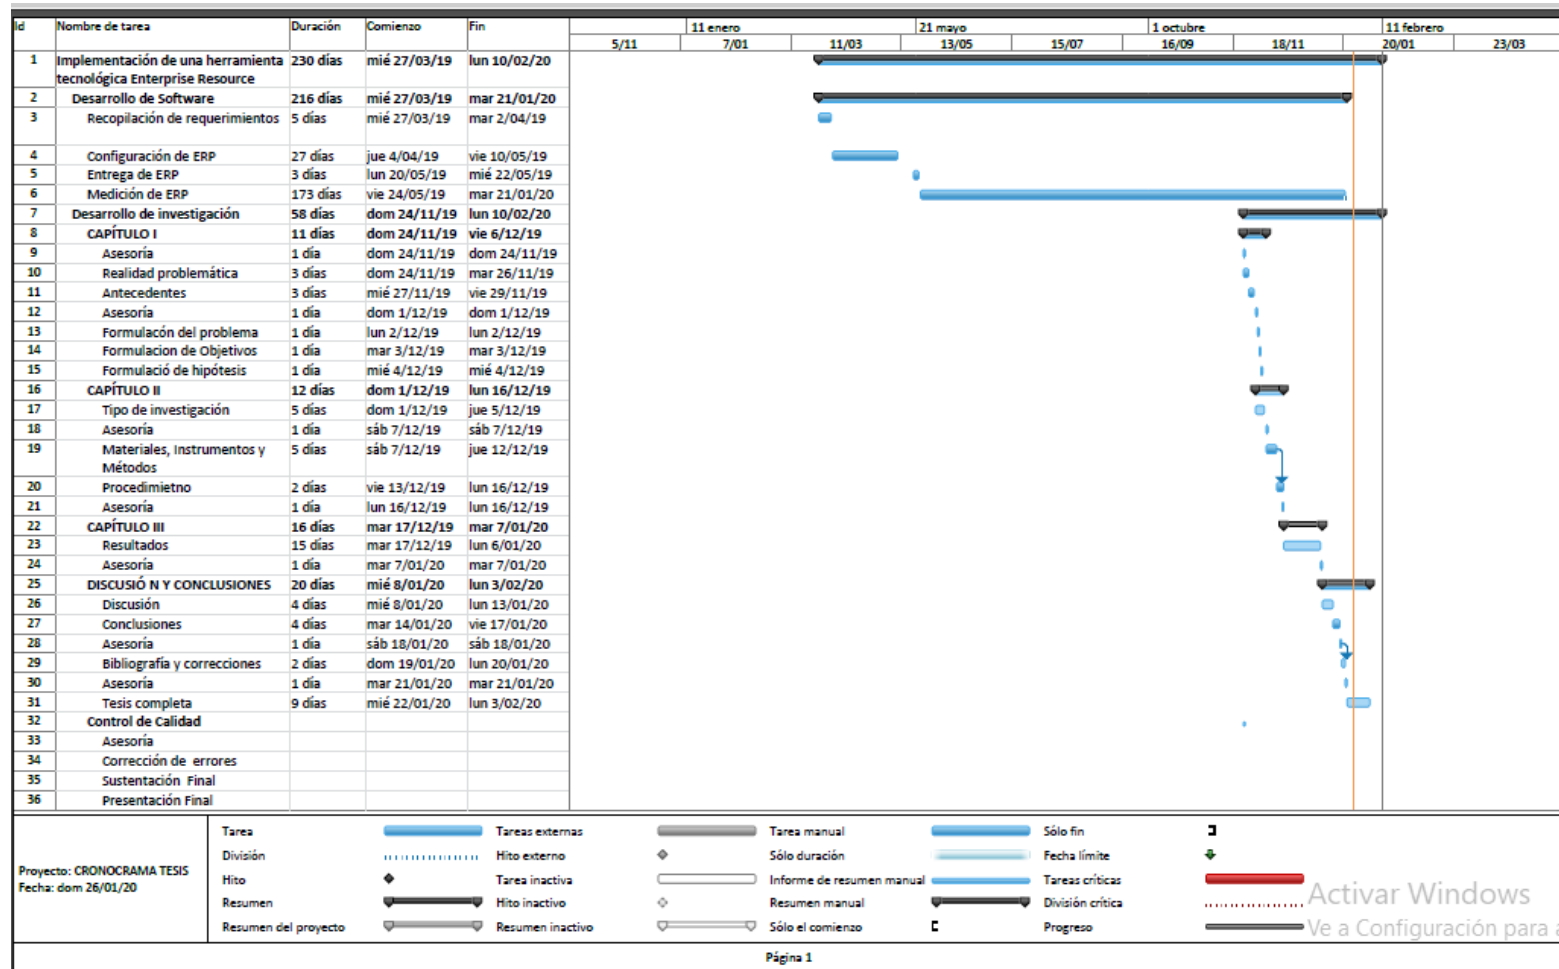 Id Nombre de tarea Duración Comienzo Fin
11 enero 21 mayo 1 octubre 11 febrero
5/11 7/01 11/03 13/05 15/07 16/09 18/11 20/01 23/03
1 Implementación de una herramienta 230 días mié 27/03/19 lun 10/02/20
tecnológica Enterprise Resource
2 Desarrollo de Software 216 días mié 27/03/19 mar 21/01/20
3 Recopilación de requerimientos 5 días mié 27/03/19 mar 2/04/19
4 Configuración de ERP 27 días jue 4/04/19 vie 10/05/19
5 Entrega de ERP 3 días lun 20/05/19 mié 22/05/19
6 Medición de ERP 173 días vie 24/05/19 mar 21/01/20
7 Desarrollo de investigación 58 días dom 24/11/19 lun 10/02/20
8 CAPÍTULO I 11 días dom 24/11/19 vie 6/12/19
9 Asesoría 1 día dom 24/11/19 dom 24/11/19
10 Realidad problemática 3 días dom 24/11/19 mar 26/11/19
11 Antecedentes 3 días mié 27/11/19 vie 29/11/19
12 Asesoría 1 día dom 1/12/19 dom 1/12/19
13 Formulacón del problema 1 día lun 2/12/19 lun 2/12/19
14 Formulacion de Objetivos 1 día mar 3/12/19 mar 3/12/19
15 Formulació de hipótesis 1 día mié 4/12/19 mié 4/12/19
16 CAPÍTULO II 12 días dom 1/12/19 lun 16/12/19
17 Tipo de investigación 5 días dom 1/12/19 jue 5/12/19
18 Asesoría 1 día sáb 7/12/19 sáb 7/12/19
19 Materiales, Instrumentos y 5 días sáb 7/12/19 jue 12/12/19
Métodos
20 Procedimietno 2 días vie 13/12/19 lun 16/12/19
21 Asesoría 1 día lun 16/12/19 lun 16/12/19
22 CAPÍTULO III 16 días mar 17/12/19 mar 7/01/20
23 Resultados 15 días mar 17/12/19 lun 6/01/20
24 Asesoría 1 día mar 7/01/20 mar 7/01/20
25 DISCUSIÓ N Y CONCLUSIONES 20 días mié 8/01/20 lun 3/02/20
26 Discusión 4 días mié 8/01/20 lun 13/01/20
27 Conclusiones 4 días mar 14/01/20 vie 17/01/20
28 Asesoría 1 día sáb 18/01/20 sáb 18/01/20
29 Bibliografía y correcciones 2 días dom 19/01/20 lun 20/01/20
30 Asesoría 1 día mar 21/01/20 mar 21/01/20
31 Tesis completa 9 días mié 22/01/20 lun 3/02/20
32 Control de Calidad
33 Asesoría
34 Corrección de errores
35 Sustentación Final
36 Presentación Final
Proyecto: CRONOCRAMA TESIS
Fecha: dom 26/01/20
Tarea Tareas externas Tarea manual Sólo fin
División Hito externo Sólo duración Fecha límite
Hito Tarea inactiva Informe de resumen manual Tareas críticas
Resumen Hito inactivo Resumen manual División crítica
Resumen del proyecto Resumen inactivo Sólo el comienzo Progreso
Activar Windows
Ve a Configuración para
Página 1